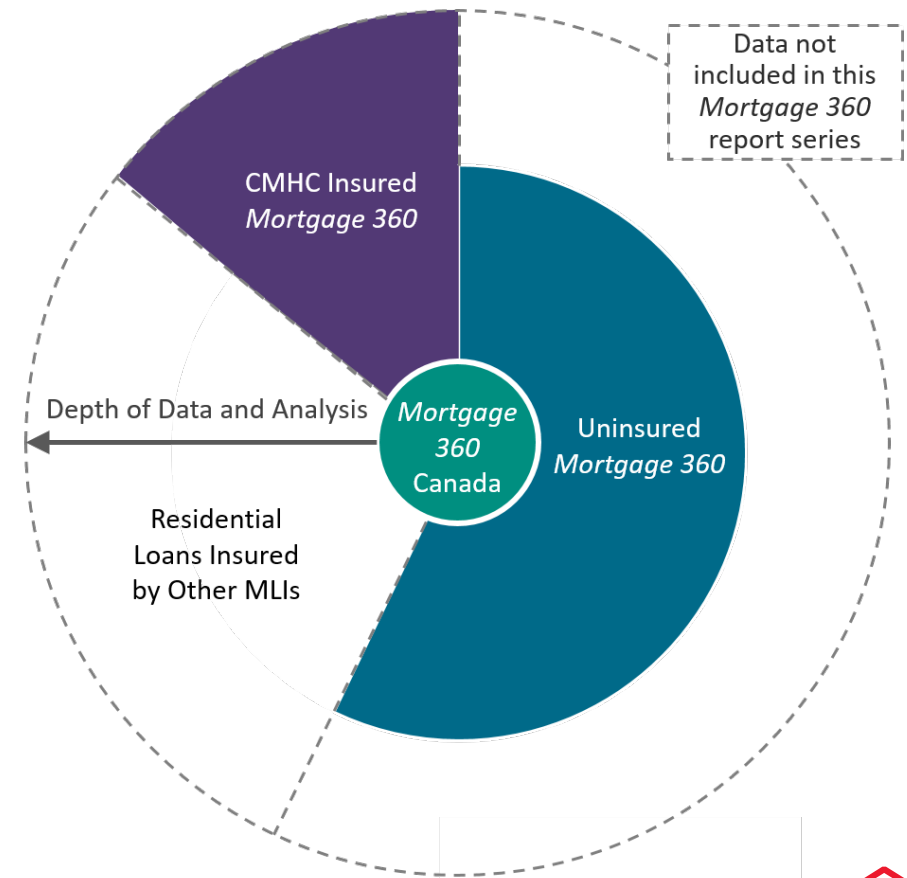 Data not
included in this
Mortgage 360
report series
CMHC Insured
Mortgage 360
Depth of Data and Analysis
Mortgage
360
Canada
Uninsured
Mortgage 360
Residential
Loans Insured
by Other MLIs